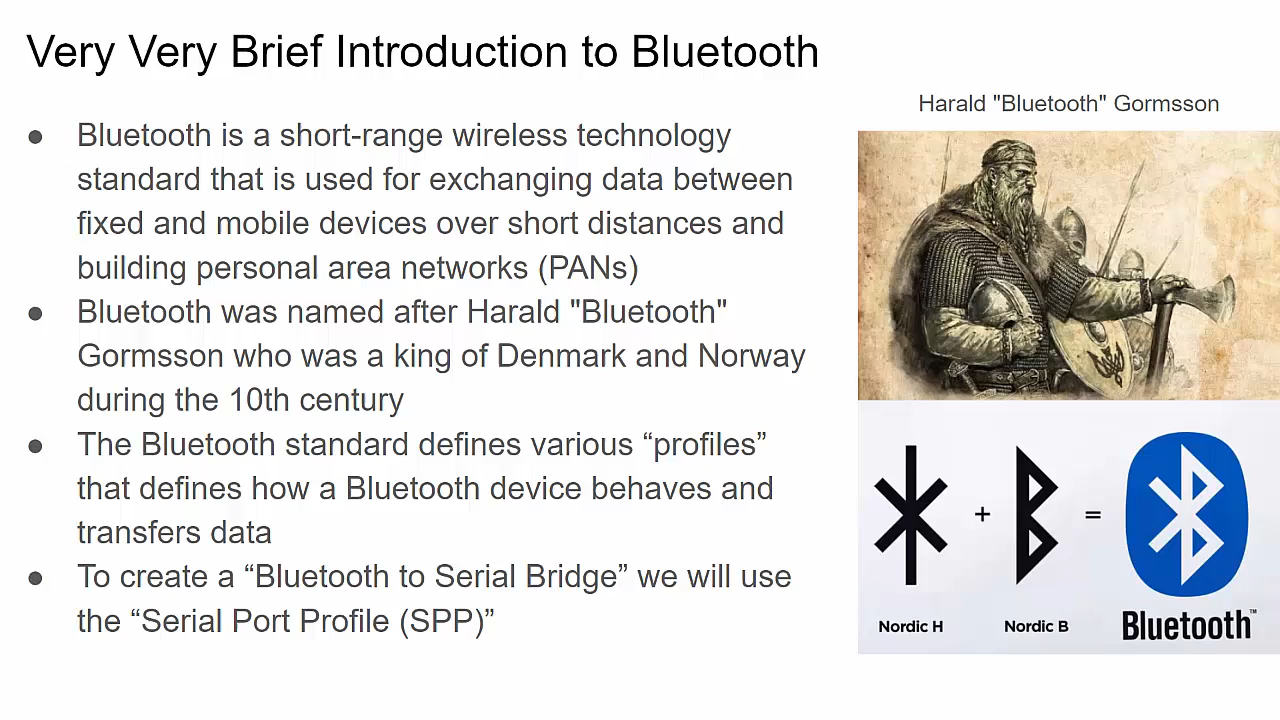 Very Very Brief Introduction to Bluetooth
Harald "Bluetooth" Gormsson
● Bluetooth is a short-range wireless technology
standard that is used for exchanging data between
fixed and mobile devices over short distances and
building personal area networks (PANs)
● Bluetooth was named after Harald "Bluetooth"
Gormsson who was a king of Denmark and Norway
during the 10th century
● The Bluetooth standard defines various “profiles”
that defines how a Bluetooth device behaves and
transfers data
● To create a “Bluetooth to Serial Bridge” we will use
the “Serial Port Profile (SPP)”
+ =
Nordic H Nordic B Bluetooth™